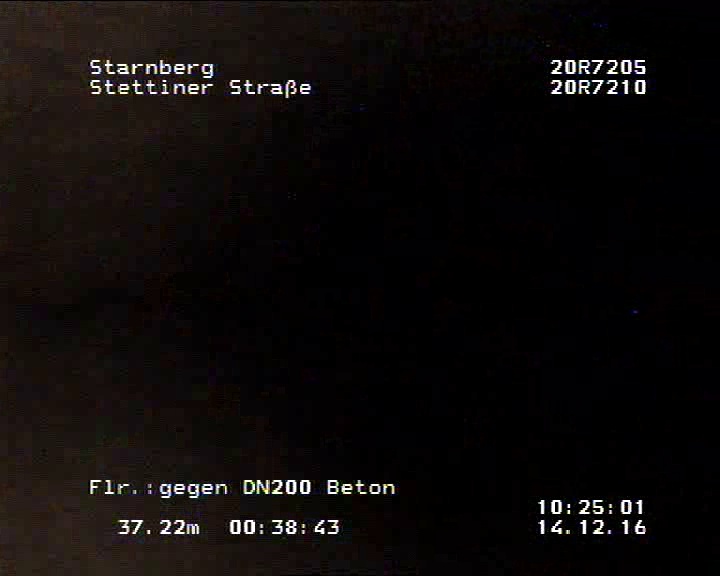 Starnberg 20R7205
Stettiner Straße 20R7210
Flr.:gegen DN200 Beton
10:25:01
37.22m 00:38:43 14.12.16